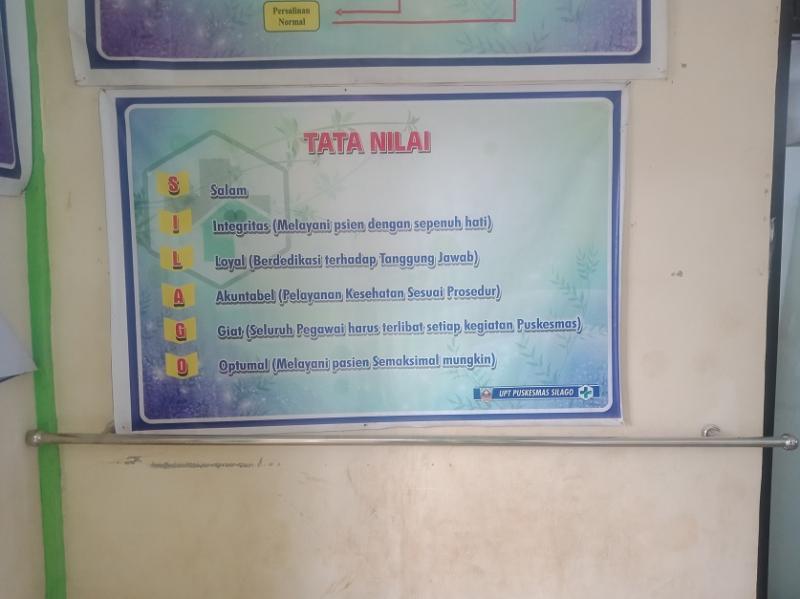 Persalinan
Normal
TATA NILAI
S Salam
I Integritas (Melayani psien dengan sepenuh hati)
L Loyal (Berdedikasi terhadap Tanggung Jawab)
A Akuntabel (Pelayanan Kesehatan Sesuai Prosedur)
G Giat (Seluruh Pegawai harus terlibat setiap kegiatan Puskesmas)
O Optumal (Melayani pasien Semaksimal mungkin)
UPT PUSKESMAS SILAGO